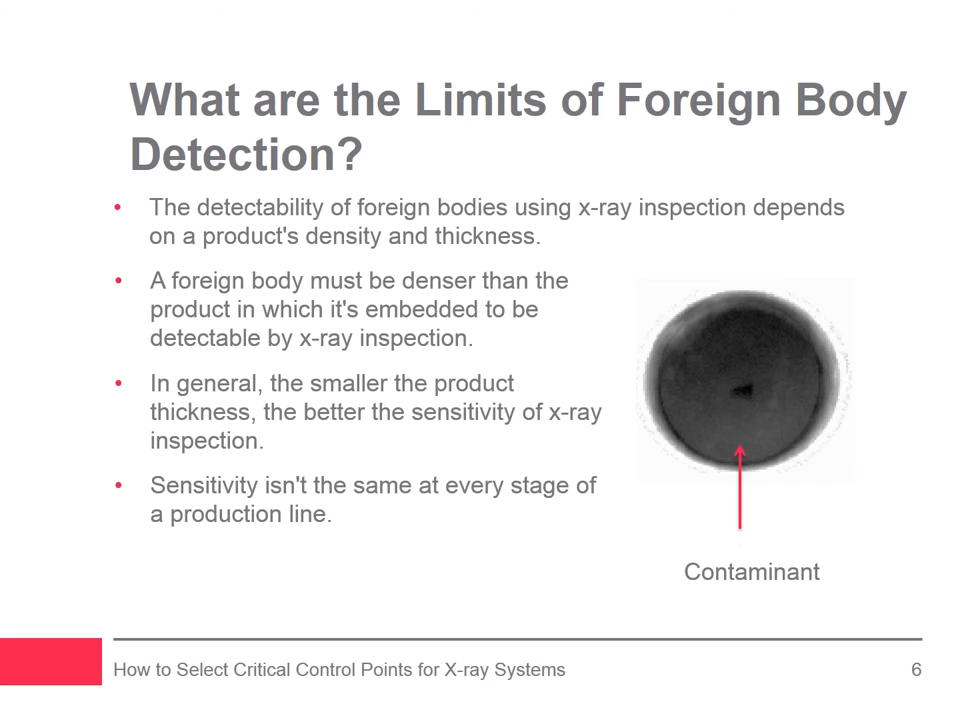 What are the Limits of Foreign Body
Detection?
• The detectability of foreign bodies using x-ray inspection depends
on a product's density and thickness.
• A foreign body must be denser than the
product in which it's embedded to be
detectable by x-ray inspection.
• In general, the smaller the product
thickness, the better the sensitivity of x-ray
inspection.
• Sensitivity isn't the same at every stage of
a production line.
Contaminant
How to Select Critical Control Points for X-ray Systems
6